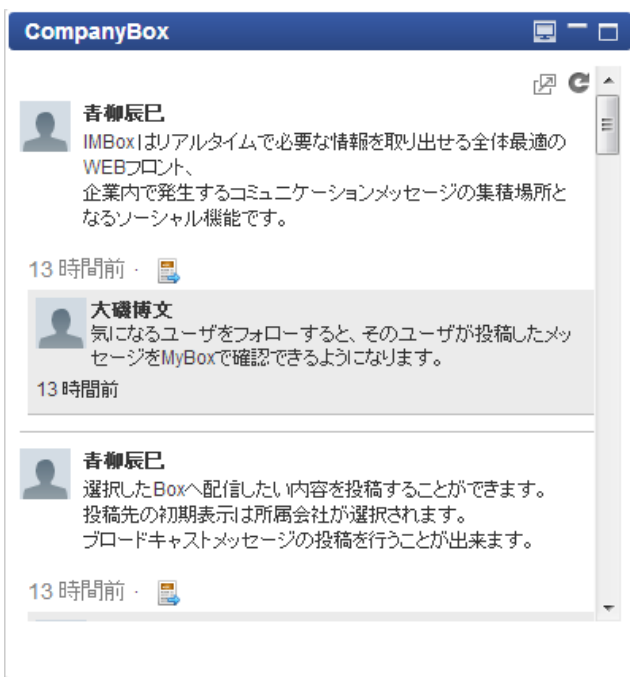 CompanyBox
青柳辰巳
IMBoxはリアルタイムで必要な情報を取り出せる全体最適の
WEBフロント、
企業内で発生するコミュニケーションメッセージの集積場所と
なるソーシャル機能です。
13 時間前 ·
大磯博文
気になるユーザをフォローすると、そのユーザが投稿したメッ
セージをMyBoxで確認できるようになります。
13 時間前
青柳辰巳
選択したBoxへ配信したい内容を投稿することができます。
投稿先の初期表示は所属会社が選択されます。
ブロードキャストメッセージの投稿を行うことが出来ます。
13 時間前 ·